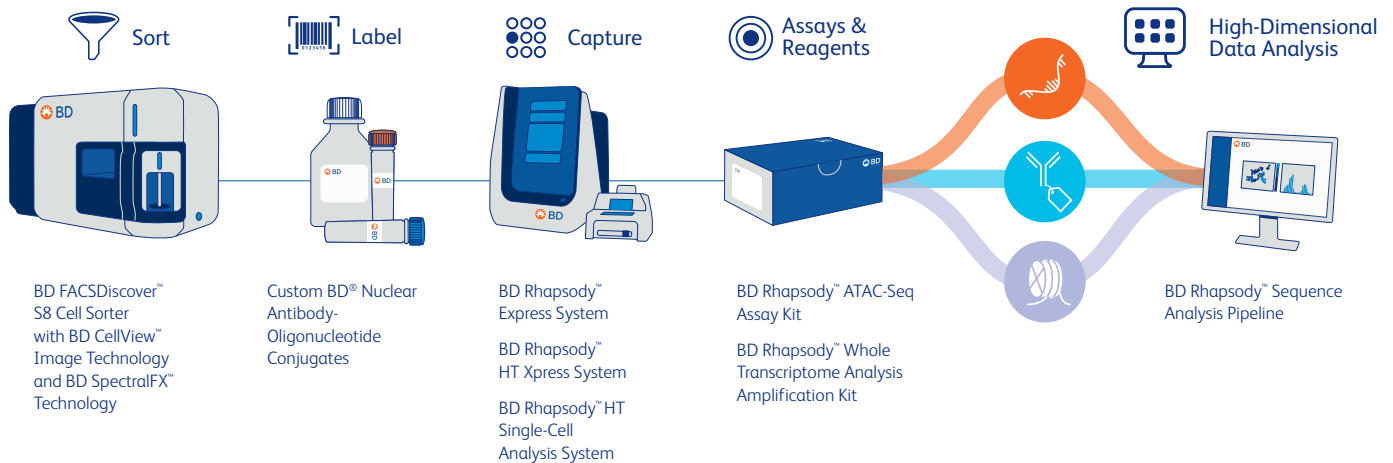 Sort
BD
BD FACSDiscover™
S8 Cell Sorter
with BD CellView™
Image Technology
and BD SpectralFX™
Technology
Label
0123456
BD
BD
BD
Custom BD® Nuclear
Antibody-
Oligonucleotide
Conjugates
Capture
BD
BD Rhapsody™
Express System
BD Rhapsody™
HT Xpress System
BD Rhapsody™ HT
Single-Cell
Analysis System
Assays &
Reagents
BD
BD Rhapsody™ ATAC-Seq
Assay Kit
BD Rhapsody™ Whole
Transcriptome Analysis
Amplification Kit
High-Dimensional
Data Analysis
BD
BD Rhapsody™ Sequence
Analysis Pipeline